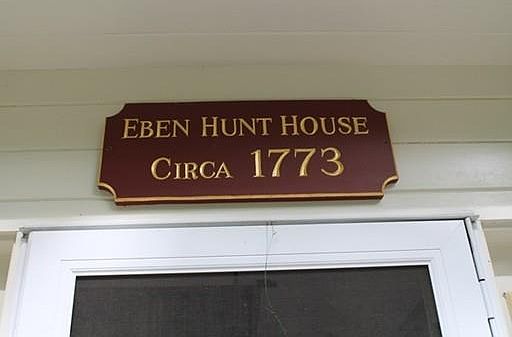 EBEN HUNT HOUSE
CIRCA 1773